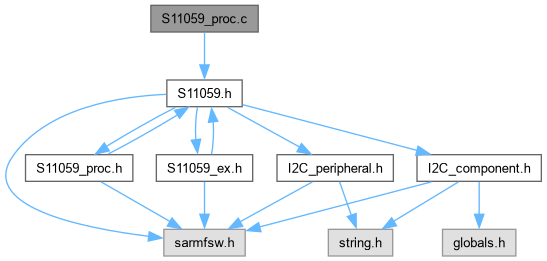 S11059_proc.c
S11059.h
S11059_proc.h
S11059_ex.h
I2C_peripheral.h
I2C_component.h
sarmfsw.h
string.h
globals.h